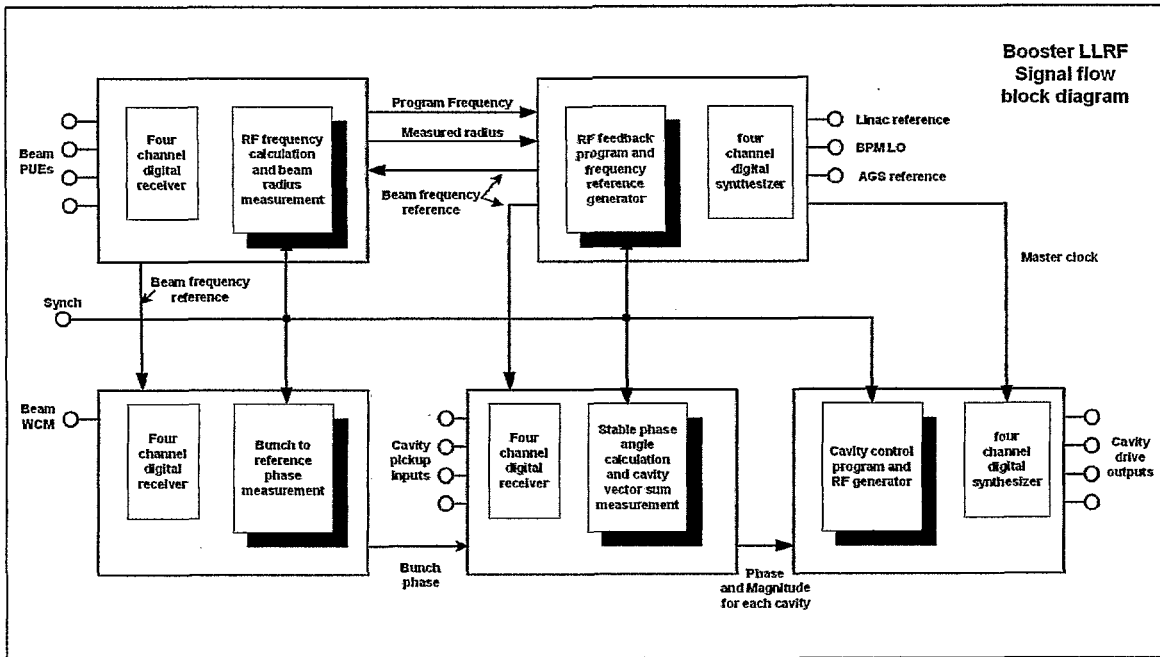 Booster LLRF
Signal flow
block diagram
Beam
PUEs
Four
channel
digital
receiver
RF frequency
calculation
and beam
radius
measurement
Program Frequency
Measured radius
Beam frequency
reference
RF feedback
program and
frequency
reference
generator
four
channel
digital
synthesizer
Linac reference
BPM LO
AGS reference
Master clock
Beam frequency
reference
Synch
Beam
WCM
Four
channel
digital
receiver
Bunch to
reference
phase
measurement
Bunch
phase
Cavity
pickup
inputs
Four
channel
digital
receiver
Stable phase
angle
calculation
and cavity
vector sum
measurement
Phase
and Magnitude
for each cavity
Cavity control
program and
RF generator
four
channel
digital
synthesizer
Cavity
drive
outputs